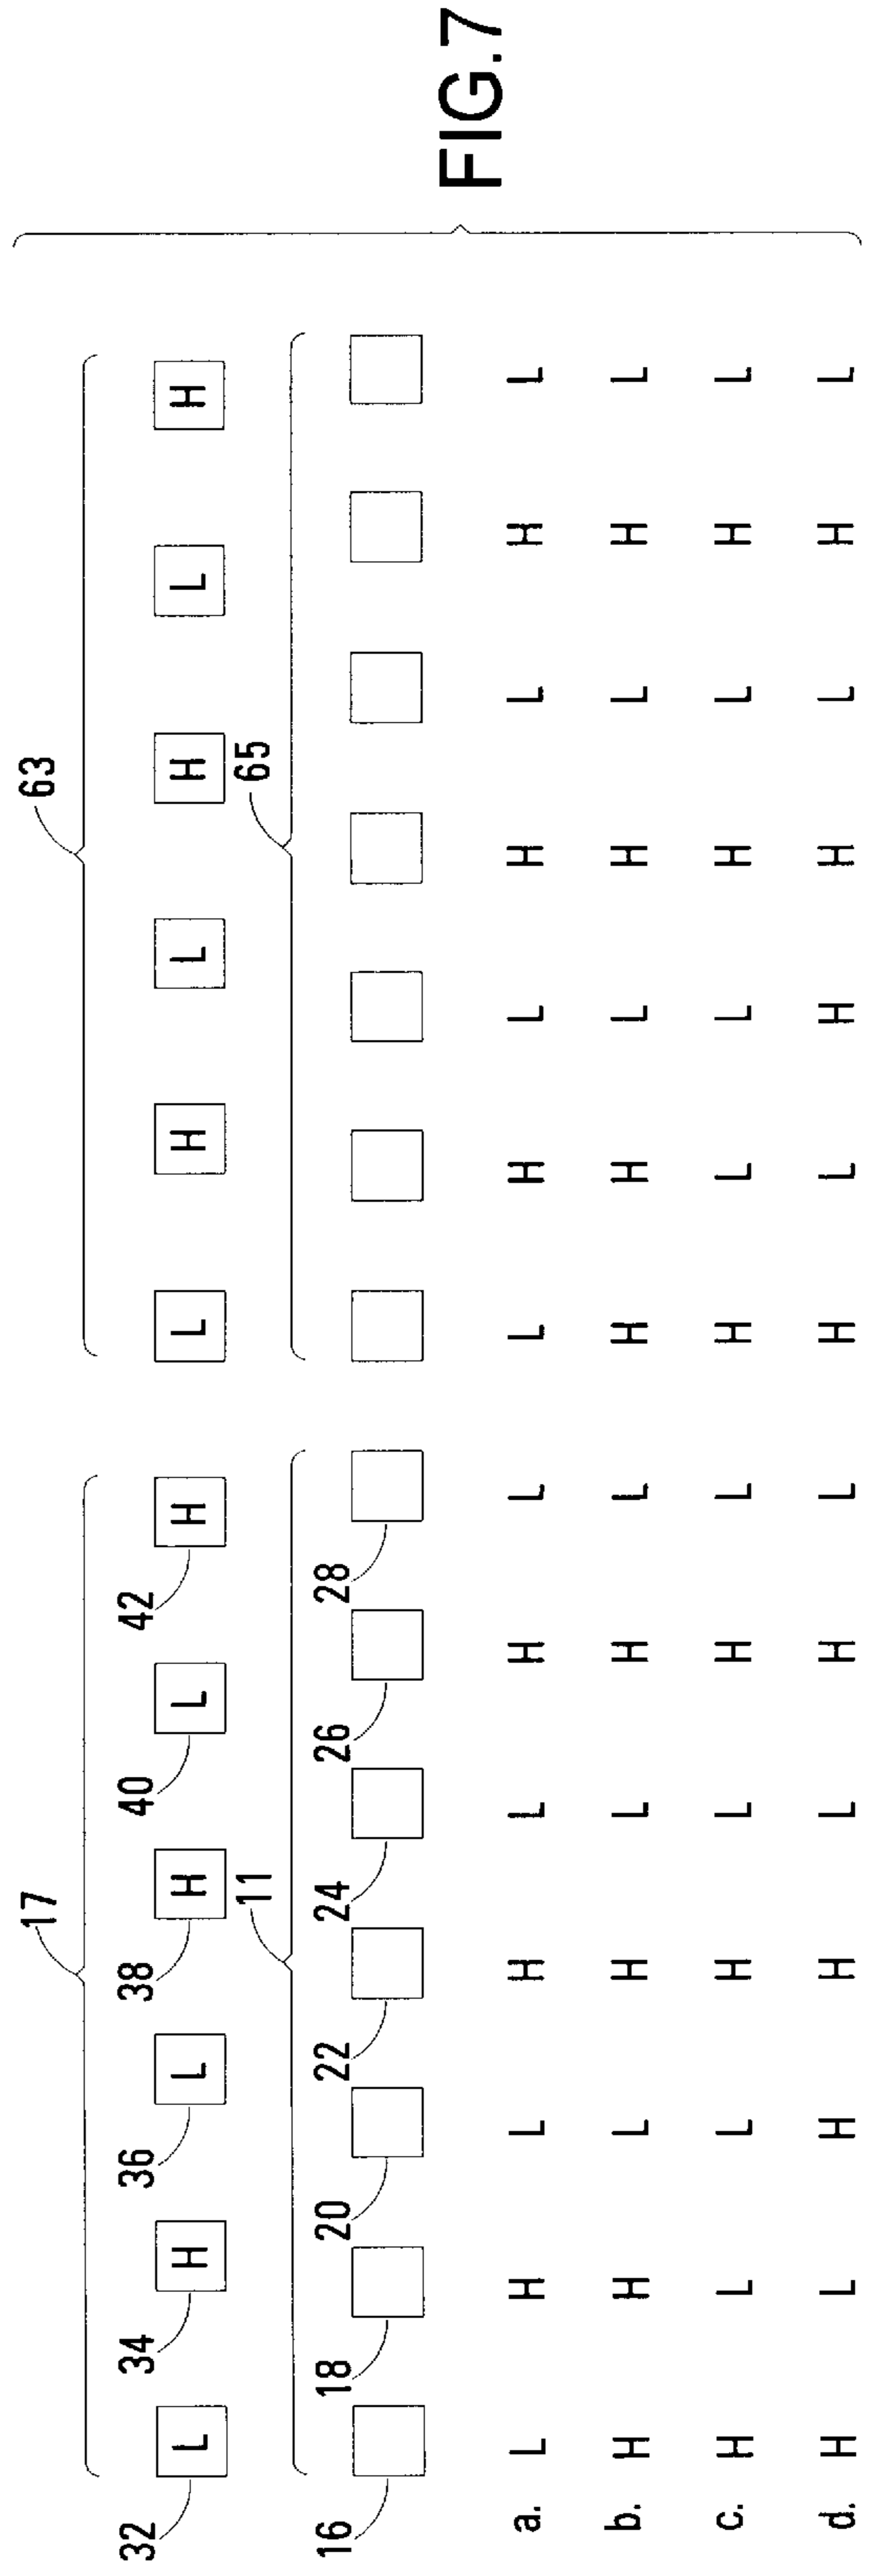 17 63
32 34 36 38 40 42
L H L H L H L H L H L H
11 65
16 18 20 22 24 26 28
a. L H L H L H L L H L H L H L
b. H H L H L H L H H L H L H L
c. H L L H L H L H L L H L H L
d. H L H H L H L H L H H L H L
FIG.7